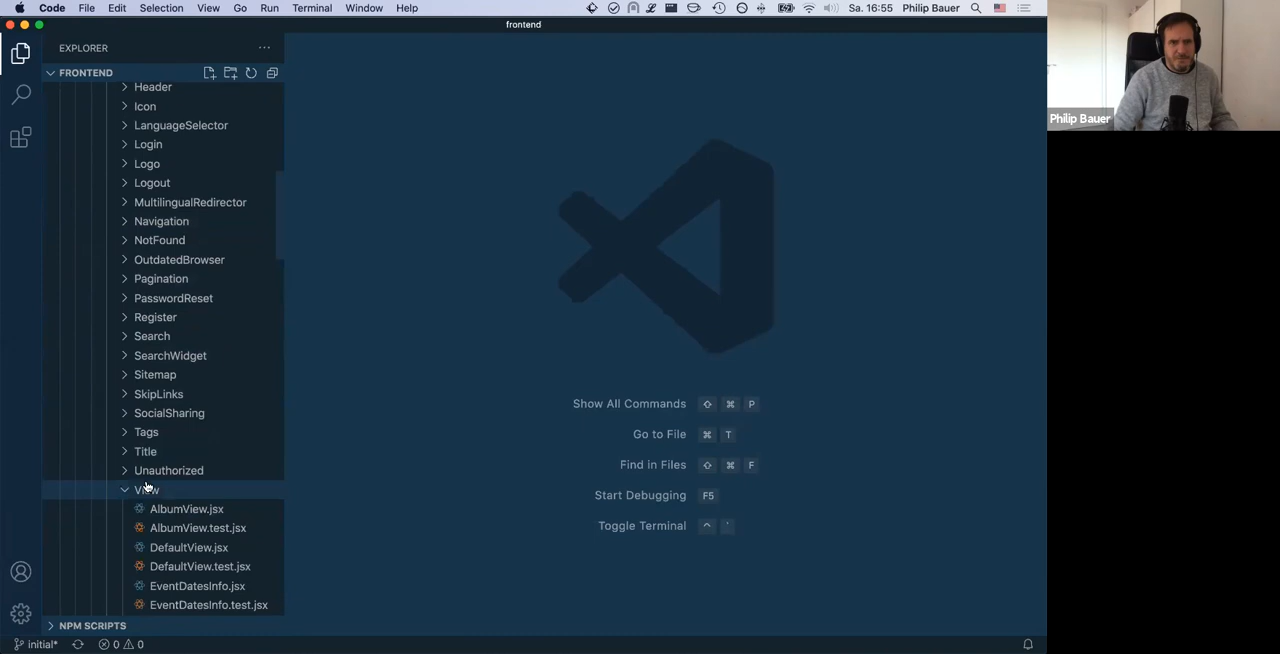 Code File Edit Selection View Go Run Terminal Window Help Sa. 16:55 Philip Bauer
frontend
EXPLORER
FRONTEND
Header
Icon
LanguageSelector
Login
Logo
Logout
MultilingualRedirector
Navigation
NotFound
OutdatedBrowser
Pagination
PasswordReset
Register
Search
SearchWidget
Sitemap
SkipLinks
SocialSharing
Tags
Title
Unauthorized
View
AlbumView.jsx
AlbumView.test.jsx
DefaultView.jsx
DefaultView.test.jsx
EventDatesInfo.jsx
EventDatesInfo.test.jsx
NPM SCRIPTS
initial* 0 0
Show All Commands ⇧ ⌘ P
Go to File ⌘ T
Find in Files ⇧ ⌘ F
Start Debugging F5
Toggle Terminal ^ `
Philip Bauer